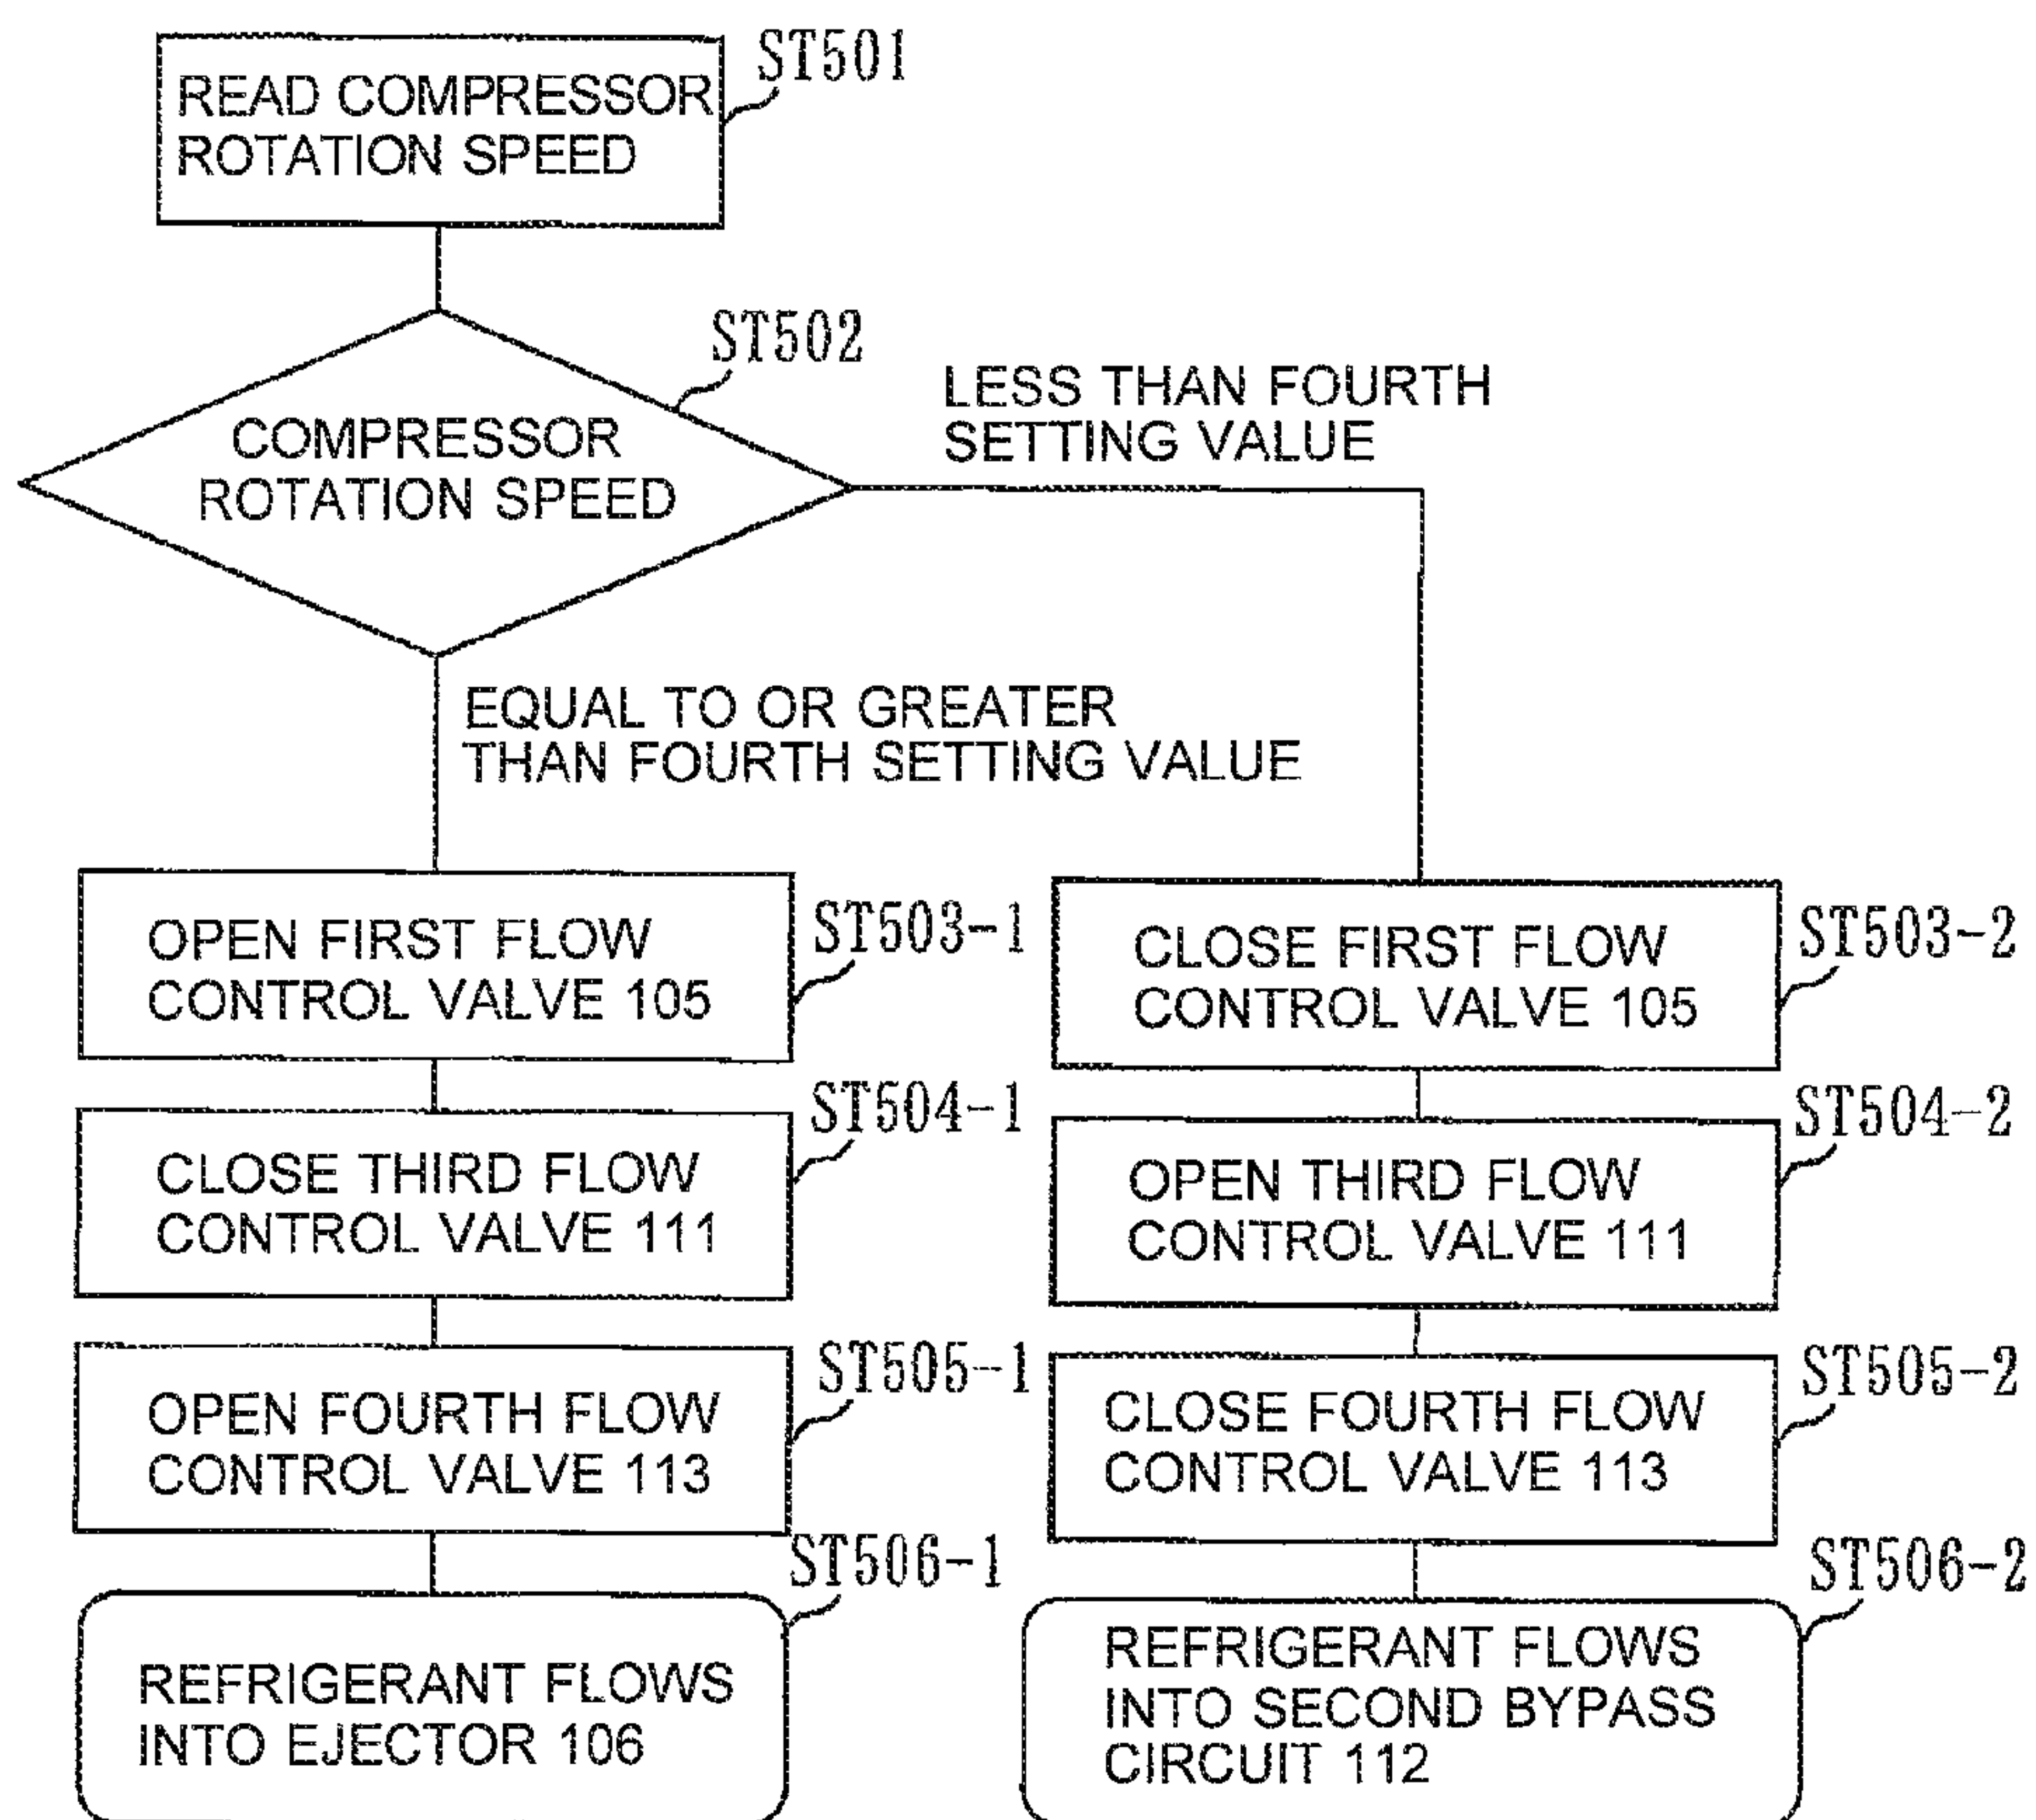 READ COMPRESSOR
ROTATION SPEED
ST501
COMPRESSOR
ROTATION SPEED
ST502
LESS THAN FOURTH
SETTING VALUE
EQUAL TO OR GREATER
THAN FOURTH SETTING VALUE
OPEN FIRST FLOW
CONTROL VALVE 105
ST503-1
CLOSE FIRST FLOW
CONTROL VALVE 105
ST503-2
CLOSE THIRD FLOW
CONTROL VALVE 111
ST504-1
OPEN THIRD FLOW
CONTROL VALVE 111
ST504-2
OPEN FOURTH FLOW
CONTROL VALVE 113
ST505-1
CLOSE FOURTH FLOW
CONTROL VALVE 113
ST505-2
REFRIGERANT FLOWS
INTO EJECTOR 106
ST506-1
REFRIGERANT FLOWS
INTO SECOND BYPASS
CIRCUIT 112
ST506-2